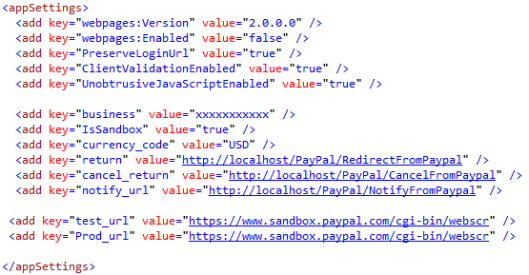 <appSettings>
<add key="webpages:Version" value="2.0.0.0" />
<add key="webpages:Enabled" value="false" />
<add key="PreserveLoginUrl" value="true" />
<add key="ClientValidationEnabled" value="true" />
<add key="UnobtrusiveJavaScriptEnabled" value="true" />
<add key="business" value="xxxxxxxxxxx" />
<add key="IsSandbox" value="true" />
<add key="currency_code" value="USD" />
<add key="return" value="http://localhost/PayPal/RedirectFromPaypal" />
<add key="cancel_return" value="http://localhost/PayPal/CancelFromPaypal" />
<add key="notify_url" value="http://localhost/PayPal/NotifyFromPaypal" />
<add key="test_url" value="https://www.sandbox.paypal.com/cgi-bin/webscr" />
<add key="Prod_url" value="https://www.sandbox.paypal.com/cgi-bin/webscr" />
</appSettings>